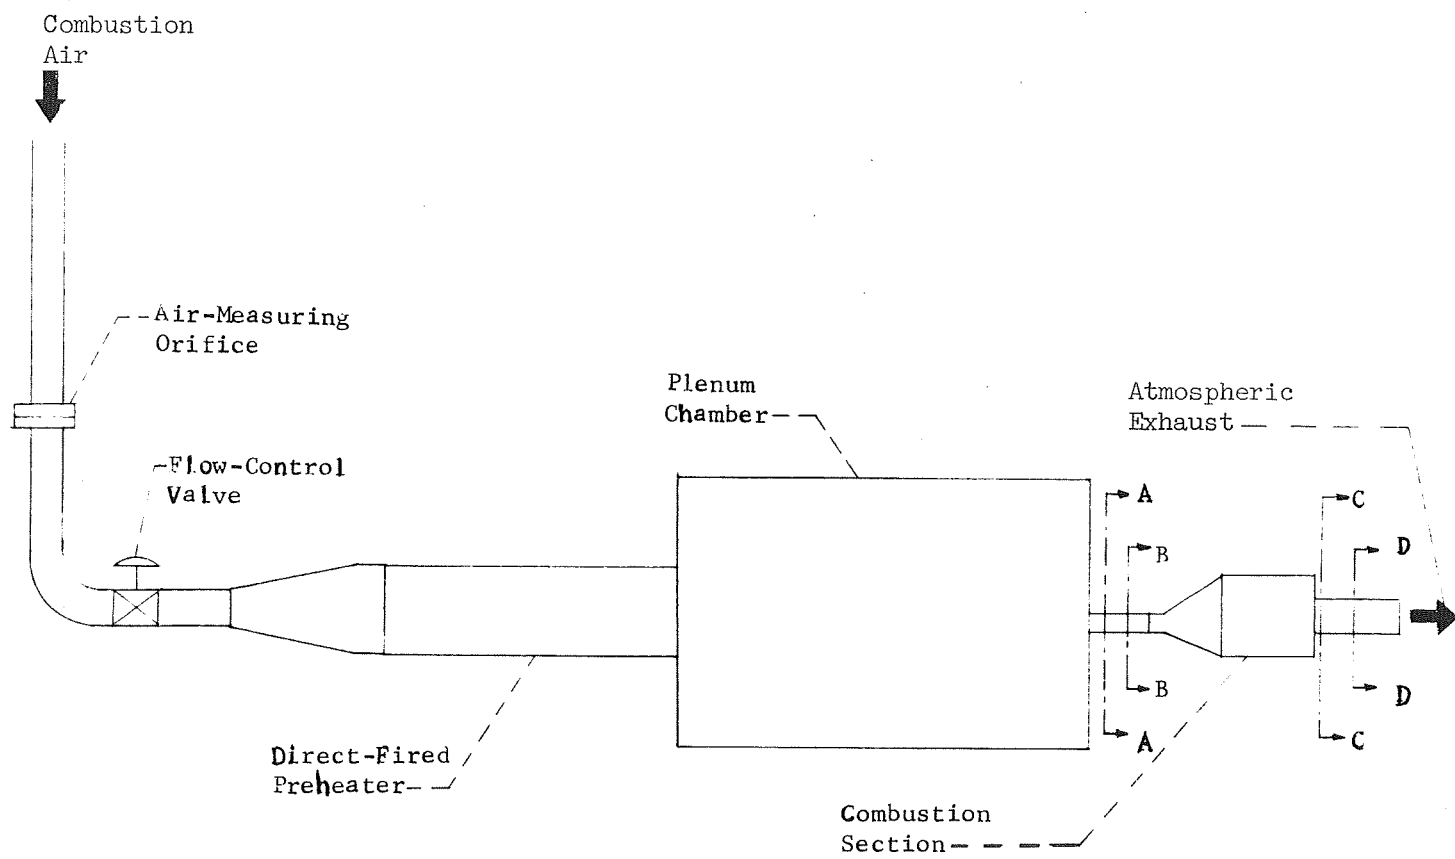 Combustion
Air
Air-Measuring
Orifice
Flow-Control
Valve
Plenum
Chamber
Atmospheric
Exhaust
A
C
B
D
B
D
A
C
Direct-Fired
Preheater
Combustion
Section